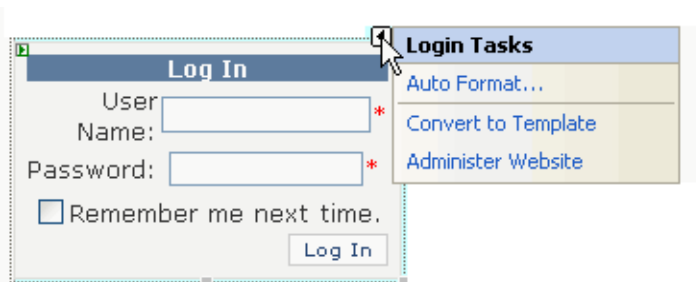 Log In
User
Name: *
Password: *
Remember me next time.
Log In
Login Tasks
Auto Format...
Convert to Template
Administer Website